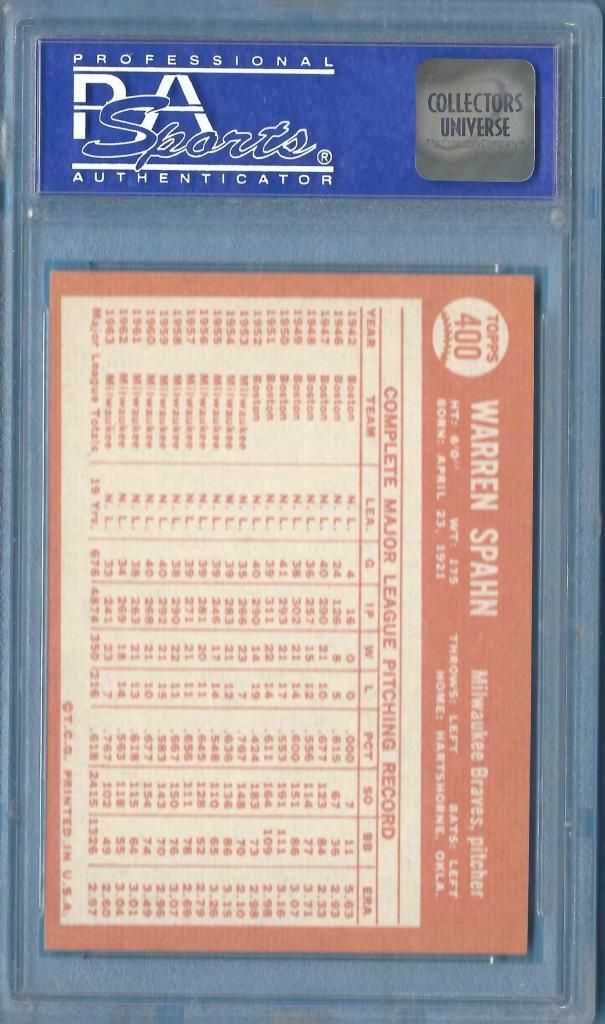 PROFESSIONAL
PSA
Sports®
AUTHENTICATOR
COLLECTORS
UNIVERSE
The Collectors Company™
TOPPS
400
WARREN SPAHN Milwaukee Braves, pitcher
HT: 6'0" WT: 175 THROWS: LEFT BATS: LEFT
BORN: APRIL 23, 1921 HOME: HARTSHORNE, OKLA.
COMPLETE MAJOR LEAGUE PITCHING RECORD
YEAR TEAM LEA. G IP W L PCT SO BB ERA
1942 Boston N. L. 4 16 0 0 .000 7 11 5.63
1946 Boston N. L. 24 126 8 5 .615 67 36 2.93
1947 Boston N. L. 40 290 21 10 .677 123 84 2.33
1948 Boston N. L. 36 257 15 12 .556 114 77 3.71
1949 Boston N. L. 38 302 21 14 .600 151 86 3.07
1950 Boston N. L. 41 293 21 17 .553 191 111 3.16
1951 Boston N. L. 39 311 22 14 .611 164 109 2.98
1952 Boston N. L. 40 290 14 19 .424 183 73 2.98
1953 Milwaukee N. L. 35 266 23 7 .767 148 70 2.10
1954 Milwaukee N. L. 39 283 21 12 .636 136 86 3.15
1955 Milwaukee N. L. 39 246 17 14 .548 110 65 3.26
1956 Milwaukee N. L. 39 281 20 11 .645 128 52 2.79
1957 Milwaukee N. L. 39 271 21 11 .656 111 78 2.69
1958 Milwaukee N. L. 38 290 22 11 .667 150 76 3.07
1959 Milwaukee N. L. 40 292 21 15 .583 143 70 2.96
1960 Milwaukee N. L. 40 268 21 10 .677 154 74 3.49
1961 Milwaukee N. L. 38 263 21 13 .618 115 64 3.01
1962 Milwaukee N. L. 34 269 18 14 .563 118 55 3.04
1963 Milwaukee N. L. 33 241 23 7 .767 102 49 2.60
Major League Totals 19 Yrs. 676 4874 350 216 .618 2415 1326 2.97
©T.C.G. PRINTED IN U.S.A.